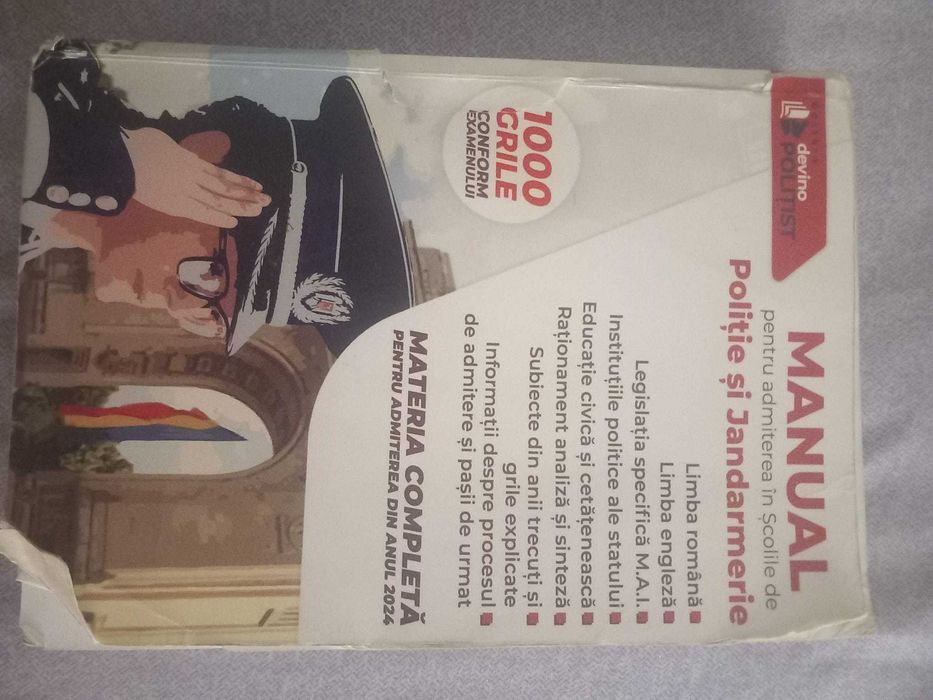 EDITURA
devino
POLIȚIST
MANUAL
pentru admiterea în Școlile de
Poliție și Jandarmerie
Limba română
Limba engleză
Legislația specifică M.A.I.
Instituțiile politice ale statului
Educație civică și cetățenească
Raționament analiză și sinteză
Subiecte din anii trecuți și
grile explicate
Informații despre procesul
de admitere și pașii de urmat
1000
GRILE
CONFORM
EXAMENULUI
MATERIA COMPLETĂ
PENTRU ADMITEREA DIN ANUL 2024